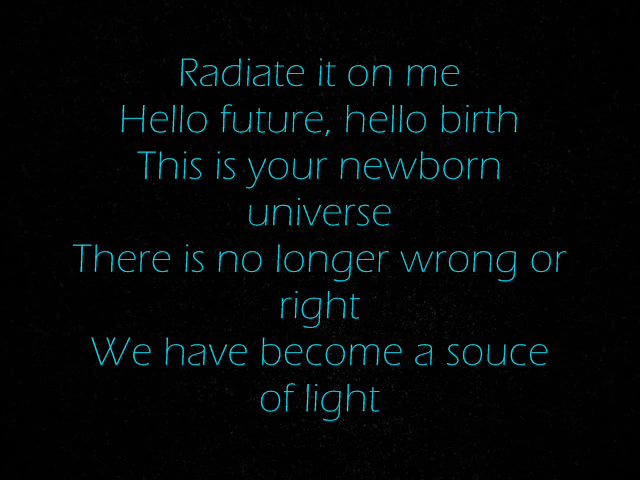 Radiate it on me
Hello future, hello birth
This is your newborn
universe
There is no longer wrong or
right
We have become a souce
of light